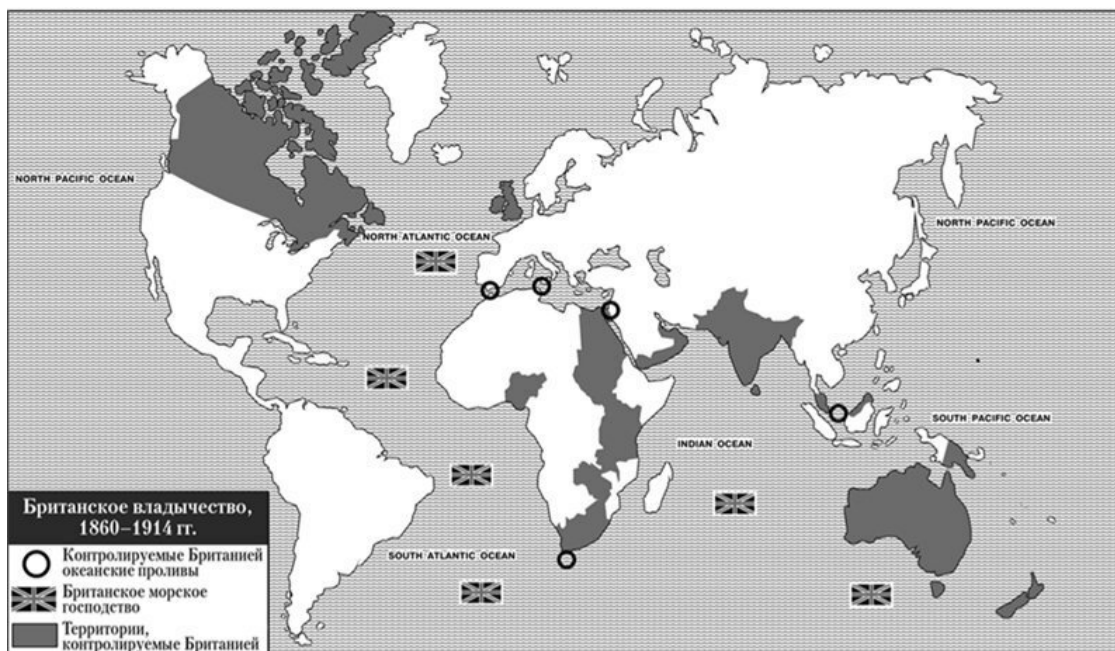 NORTH PACIFIC OCEAN
NORTH PACIFIC OCEAN
NORTH ATLANTIC OCEAN
SOUTH PACIFIC OCEAN
INDIAN OCEAN
SOUTH ATLANTIC OCEAN
Британское владычество,
1860–1914 гг.
Контролируемые Британией
океанские проливы
Британское морское
господство
Территории,
контролируемые Британией